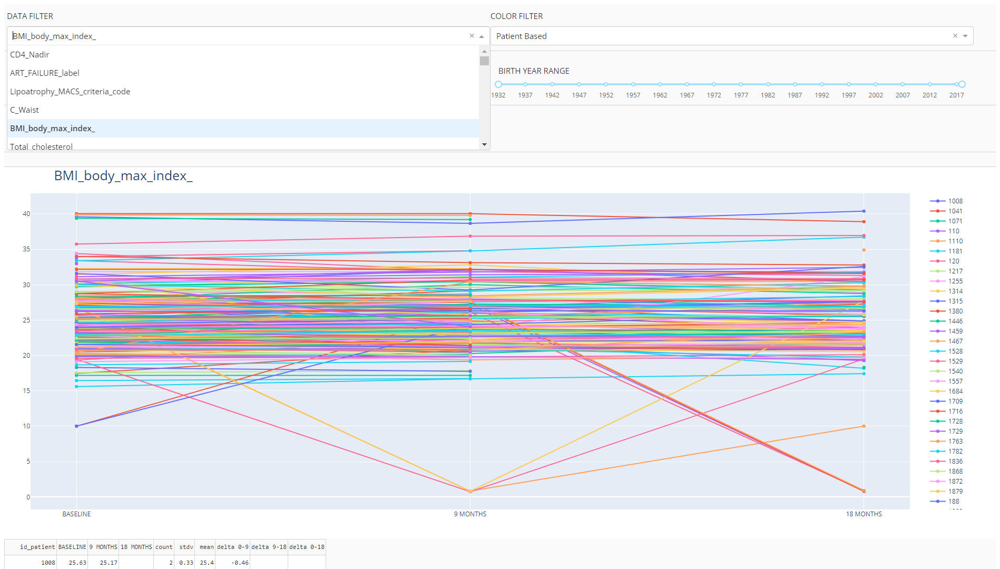 DATA FILTER
COLOR FILTER
BMI_body_max_index_
Patient Based
CD4_Nadir
ART_FAILURE_label
Lipoatrophy_MACS_criteria_code
C_Waist
BMI_body_max_index_
Total_cholesterol
BIRTH YEAR RANGE
1932 1937 1942 1947 1952 1957 1962 1967 1972 1977 1982 1987 1992 1997 2002 2007 2012 2017
BMI_body_max_index_
40
35
30
25
20
15
10
5
0
BASELINE 9 MONTHS 18 MONTHS
1008
1041
1071
110
1110
1181
120
1217
1255
1314
1315
1380
1446
1459
1467
1528
1529
1540
1557
1684
1709
1716
1728
1729
1763
1782
1836
1868
1872
1879
188
id_patient BASELINE 9 MONTHS 18 MONTHS count stdv mean delta 0-9 delta 9-18 delta 0-18
1008 25.63 25.17 2 0.33 25.4 -0.46